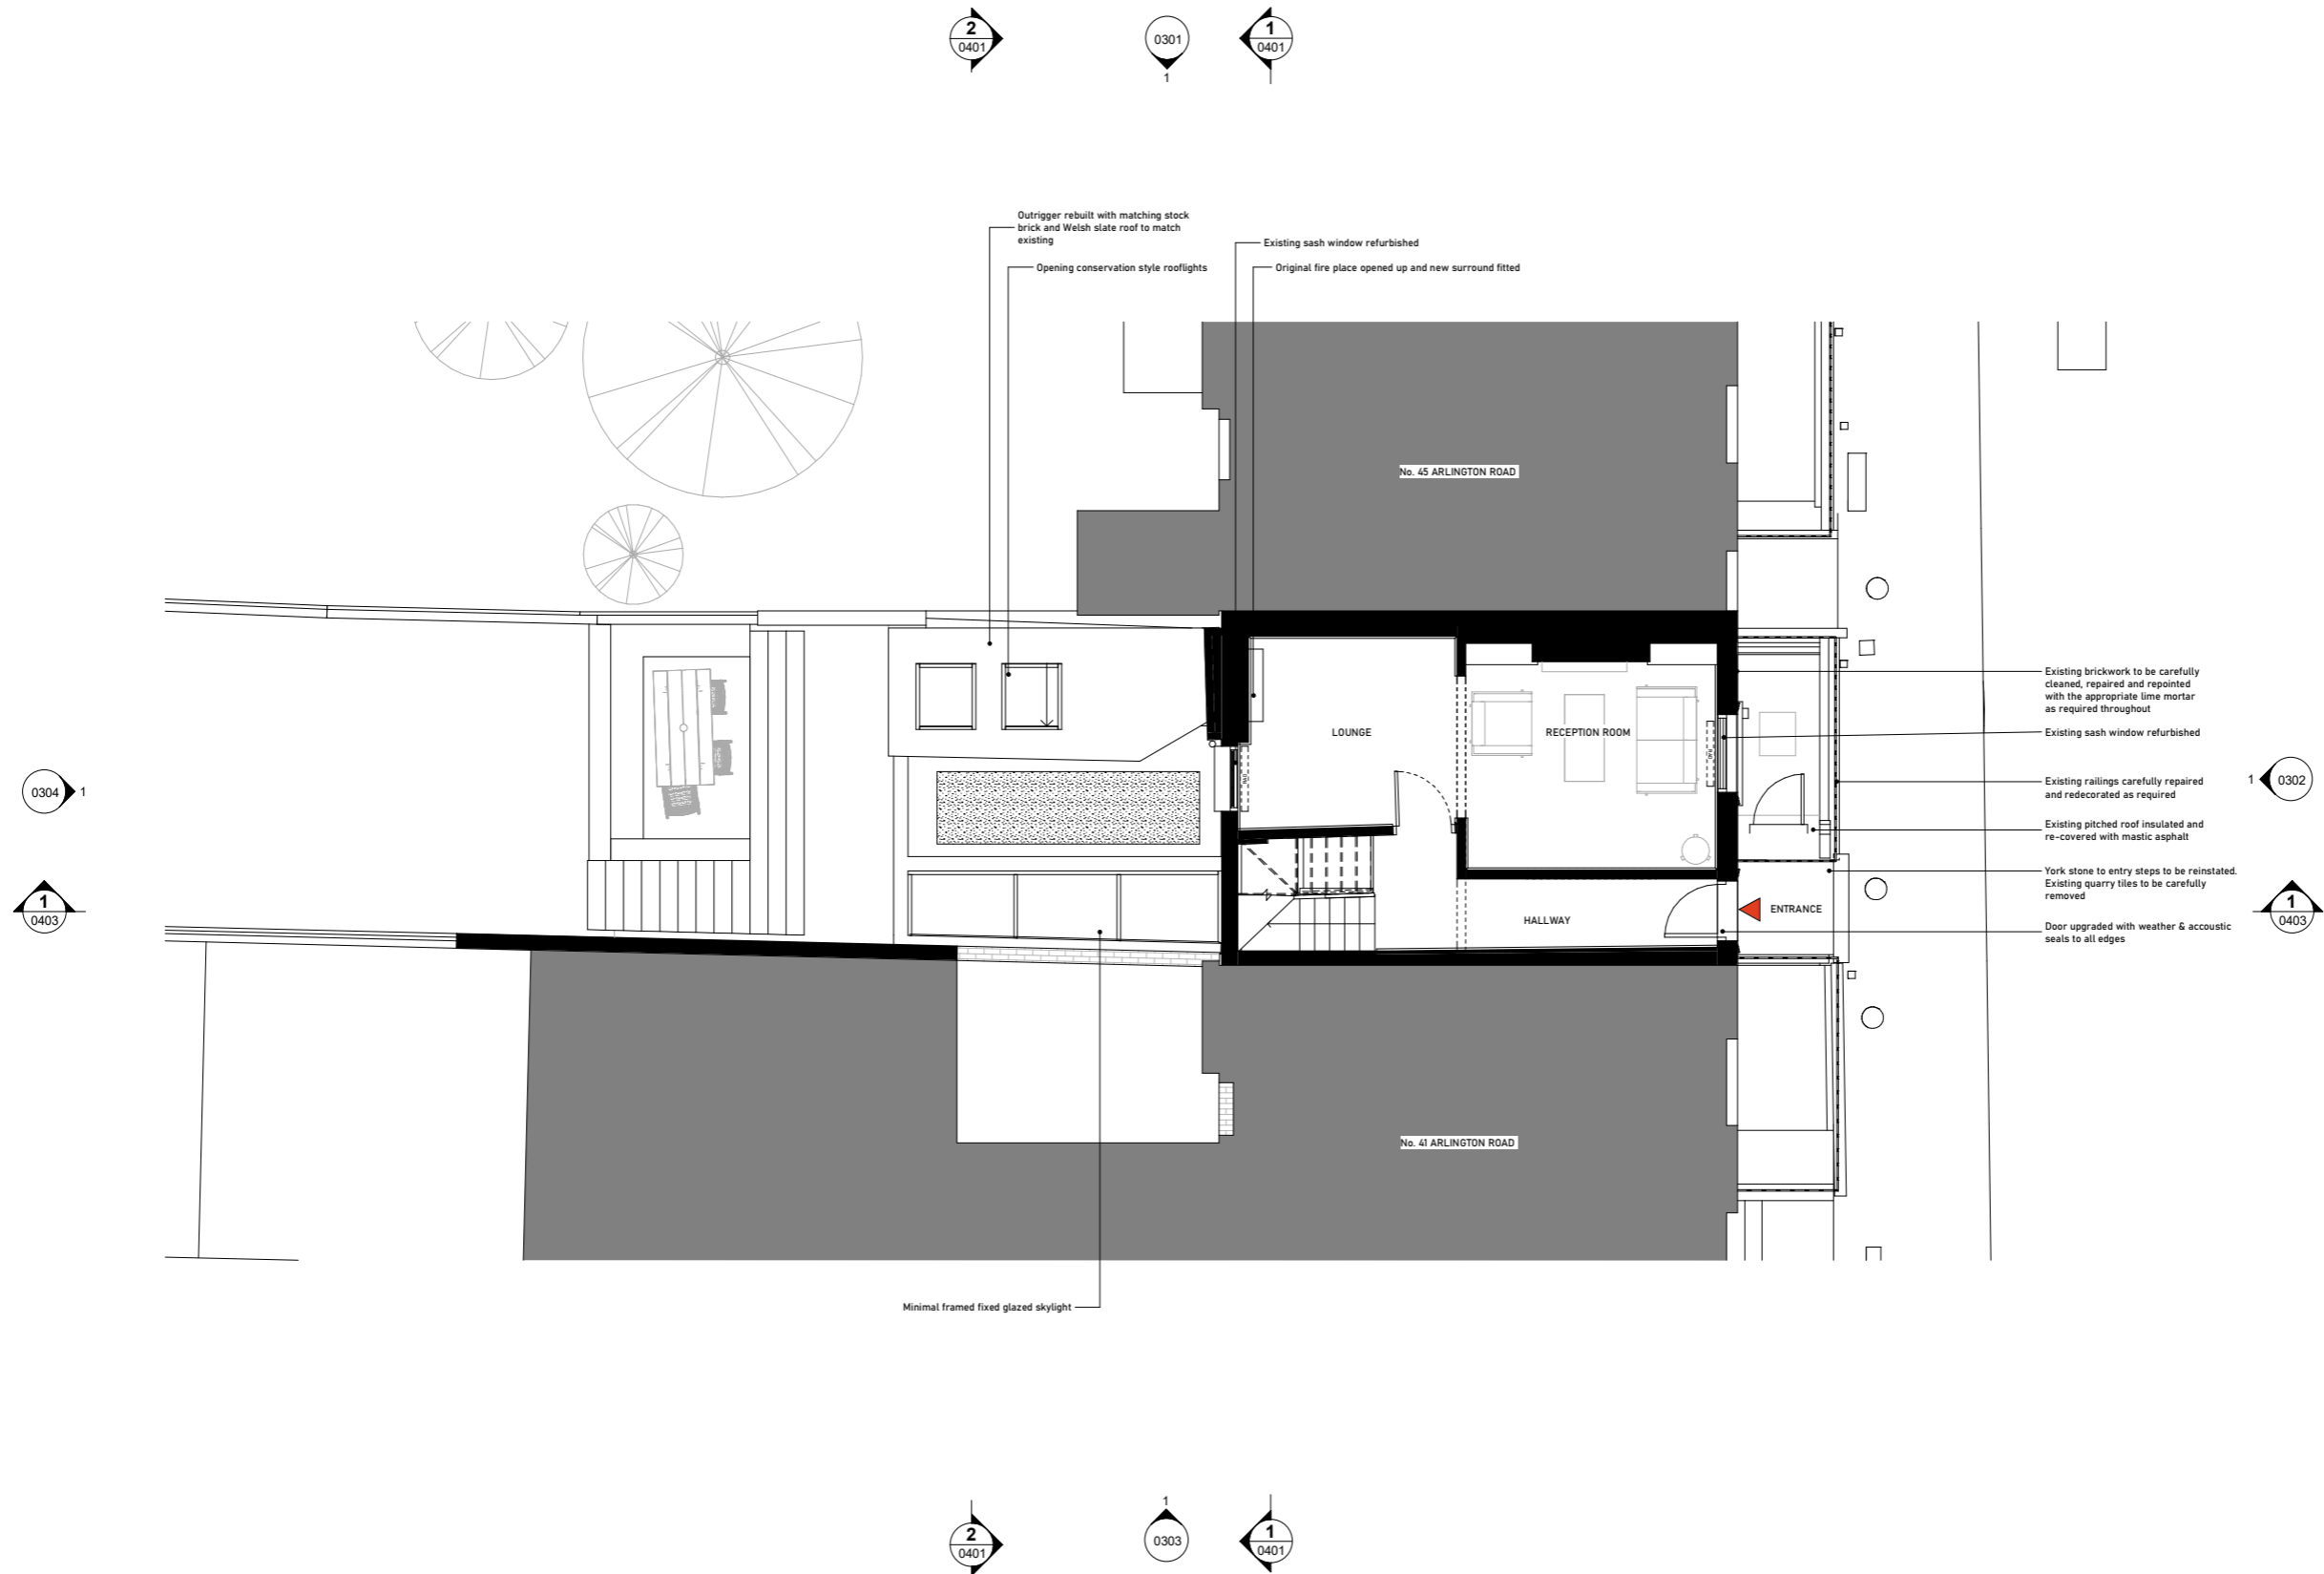 2
0401
0301
1
1
0401
Outrigger rebuilt with matching stock
brick and Welsh slate roof to match
existing
Opening conservation style rooflights
Existing sash window refurbished
Original fire place opened up and new surround fitted
No. 45 ARLINGTON ROAD
Existing brickwork to be carefully
cleaned, repaired and repointed
with the appropriate lime mortar
as required throughout
LOUNGE
RECEPTION ROOM
Existing sash window refurbished
RAD
RAD
0304
1
1
0302
Existing railings carefully repaired
and redecorated as required
Existing pitched roof insulated and
re-covered with mastic asphalt
York stone to entry steps to be reinstated.
Existing quarry tiles to be carefully
removed
1
0403
HALLWAY
ENTRANCE
1
0403
Door upgraded with weather & accoustic
seals to all edges
No. 41 ARLINGTON ROAD
Minimal framed fixed glazed skylight
2
0401
1
0303
1
0401